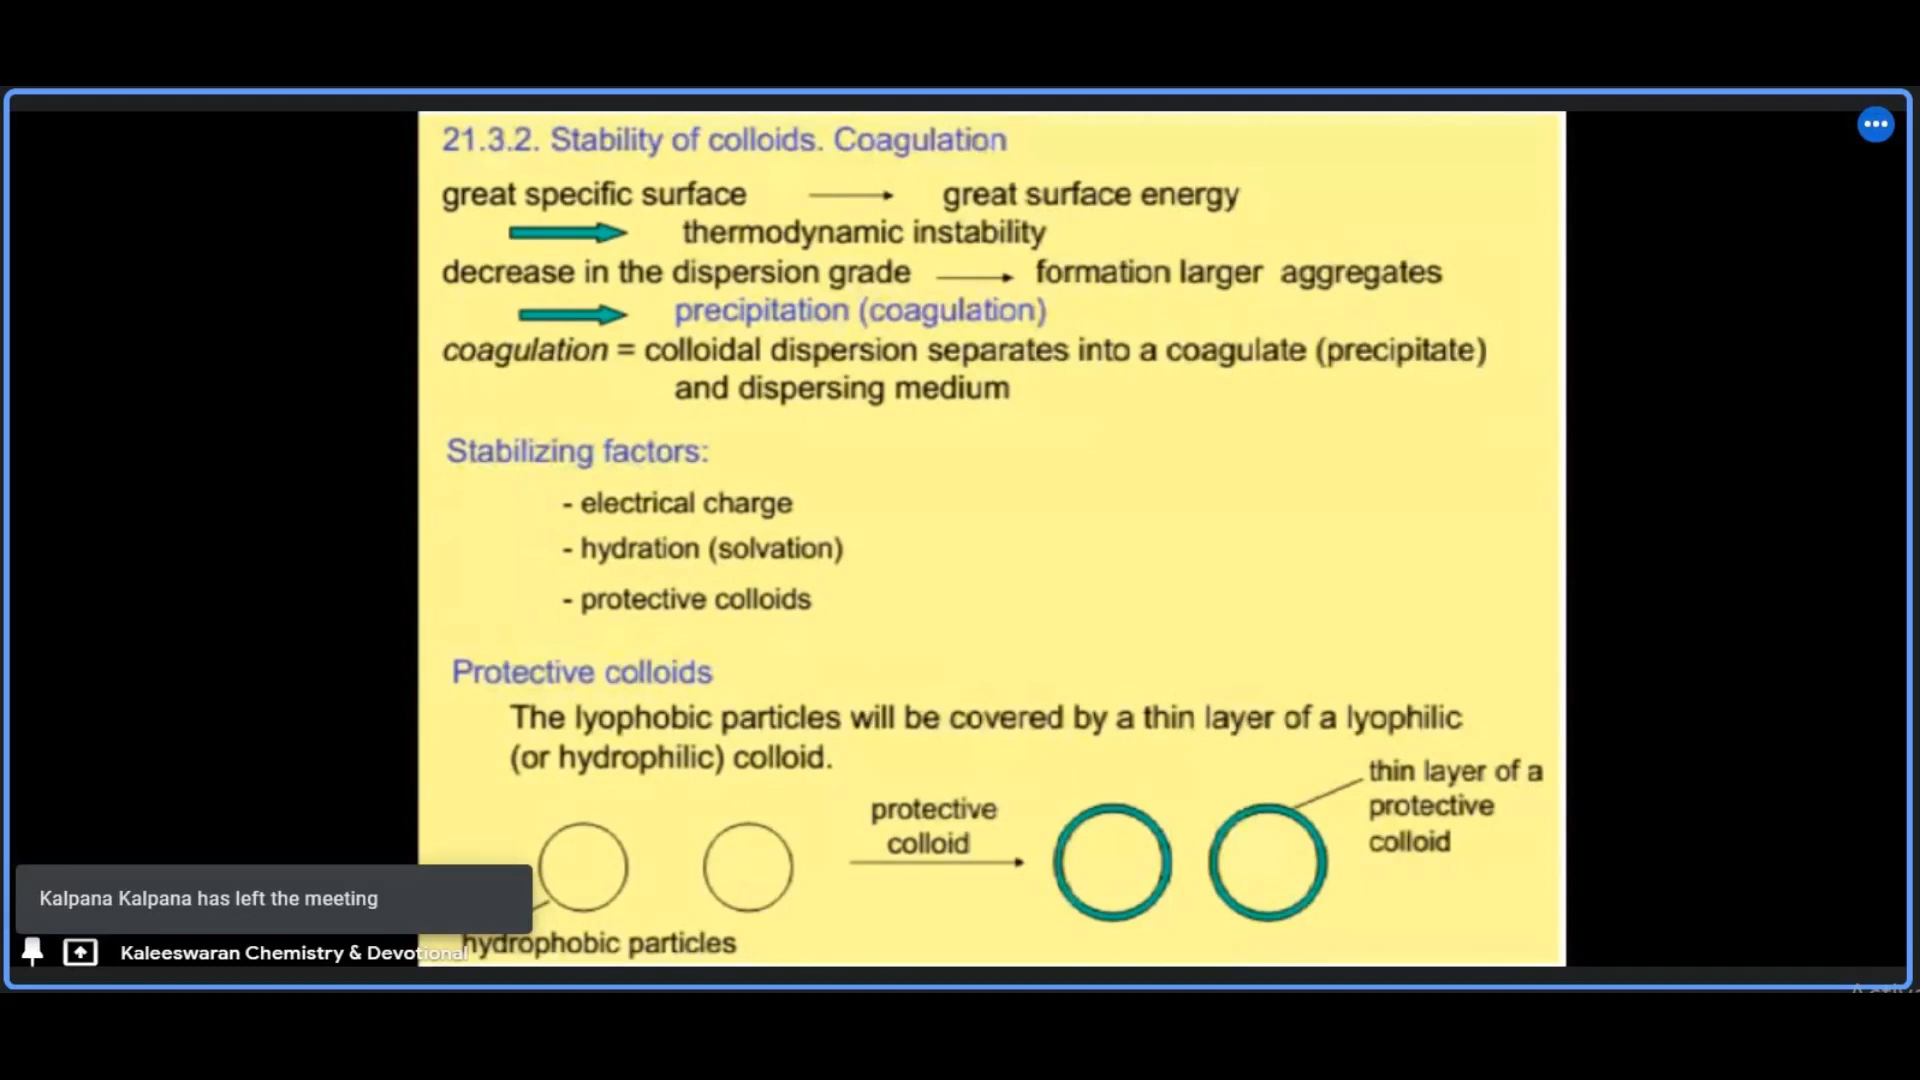 21.3.2. Stability of colloids. Coagulation
great specific surface great surface energy
thermodynamic instability
decrease in the dispersion grade formation larger aggregates
precipitation (coagulation)
coagulation = colloidal dispersion separates into a coagulate (precipitate)
and dispersing medium
Stabilizing factors:
- electrical charge
- hydration (solvation)
- protective colloids
Protective colloids
The lyophobic particles will be covered by a thin layer of a lyophilic
(or hydrophilic) colloid.
protective
colloid
thin layer of a
protective
colloid
hydrophobic particles
Kalpana Kalpana has left the meeting
Kaleeswaran Chemistry & Devotional